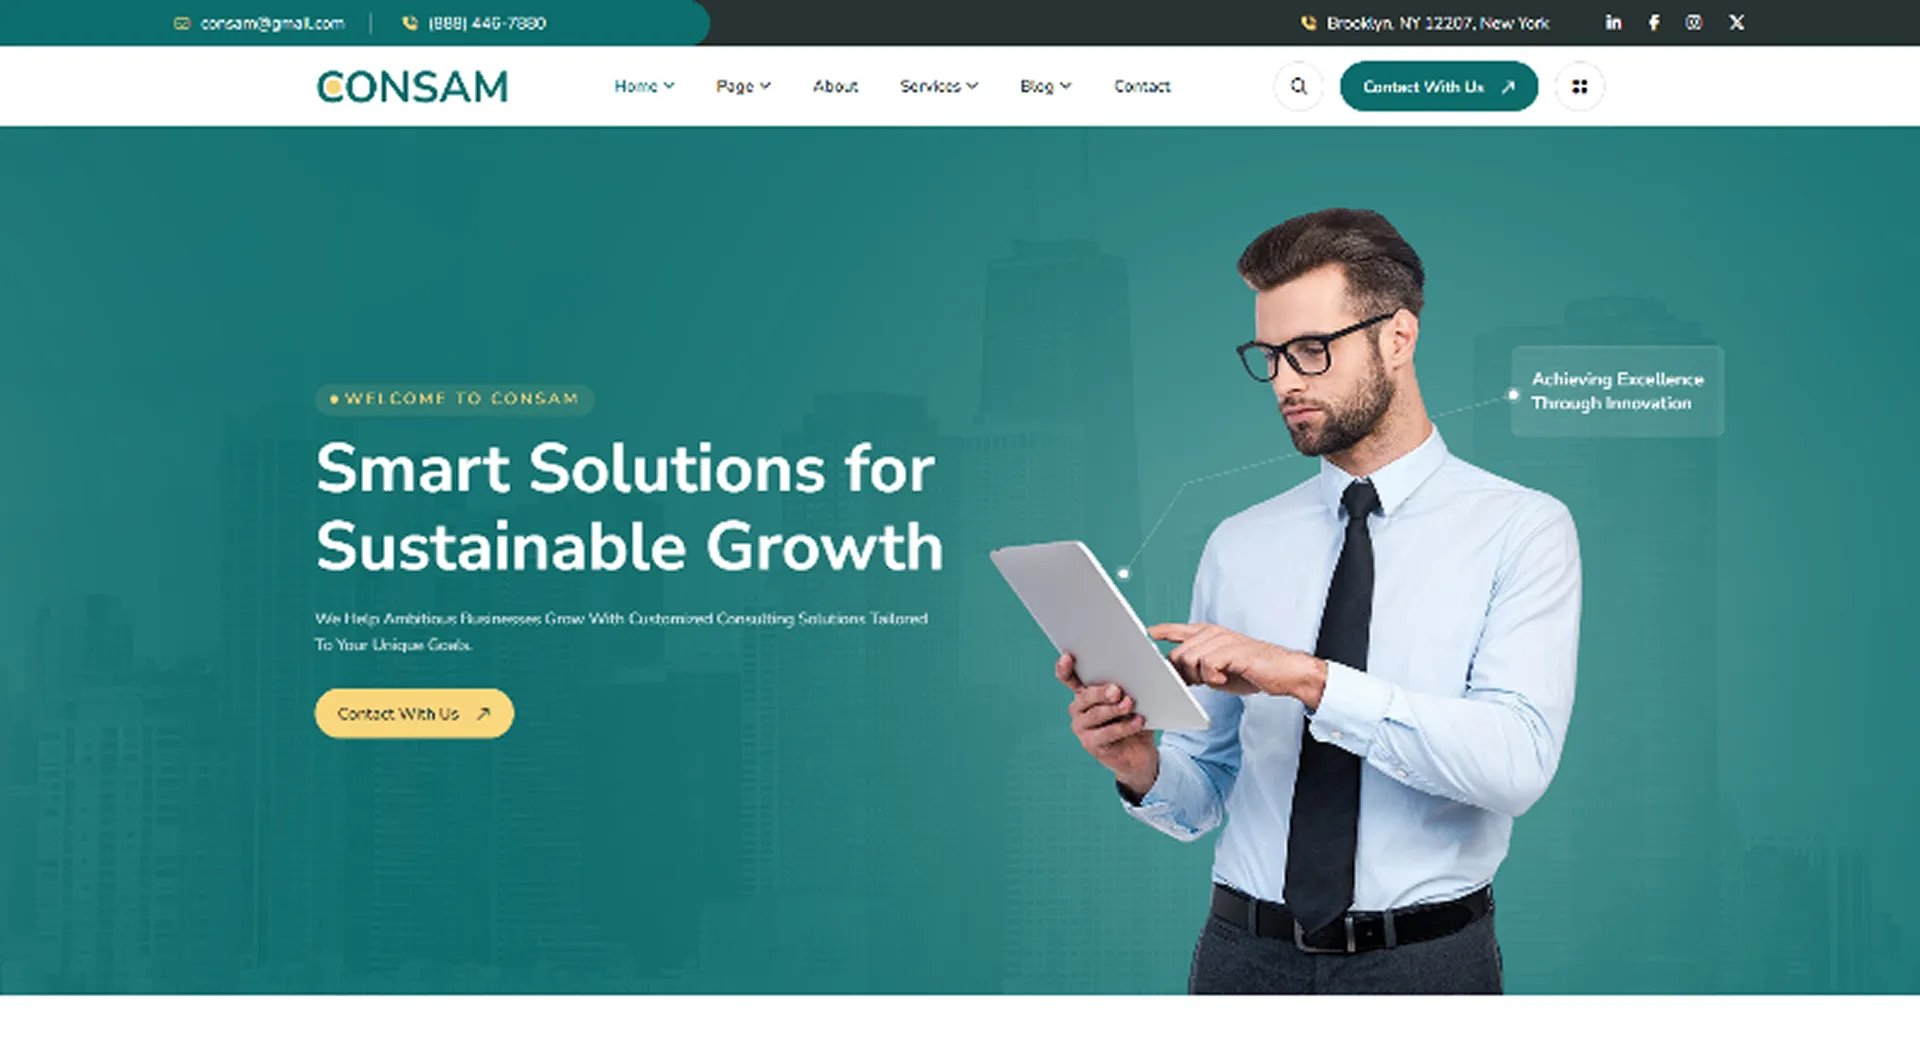 consam@gmail.com
(888) 446-7880
Brooklyn, NY 12207, New York
CONSAM
Home
Page
About
Services
Blog
Contact
Contact With Us
WELCOME TO CONSAM
Smart Solutions for
Sustainable Growth
We Help Ambitious Businesses Grow With Customized Consulting Solutions Tailored
To Your Unique Goals.
Contact With Us
Achieving Excellence
Through Innovation